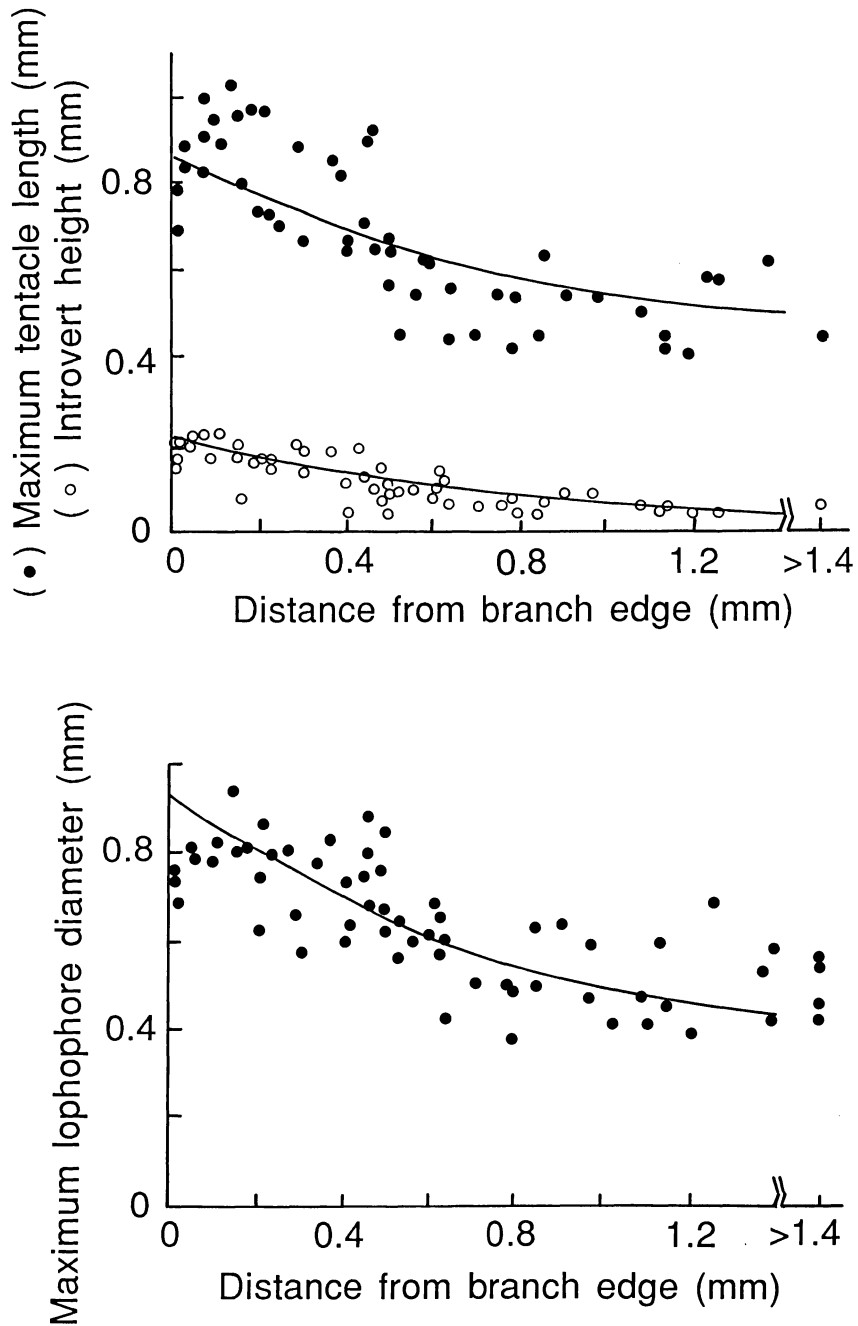 (●) Maximum tentacle length (mm)
(○) Introvert height (mm)
0.8
0.4
0
0 0.4 0.8 1.2 >1.4
Distance from branch edge (mm)
Maximum lophophore diameter (mm)
0.8
0.4
0
0 0.4 0.8 1.2 >1.4
Distance from branch edge (mm)